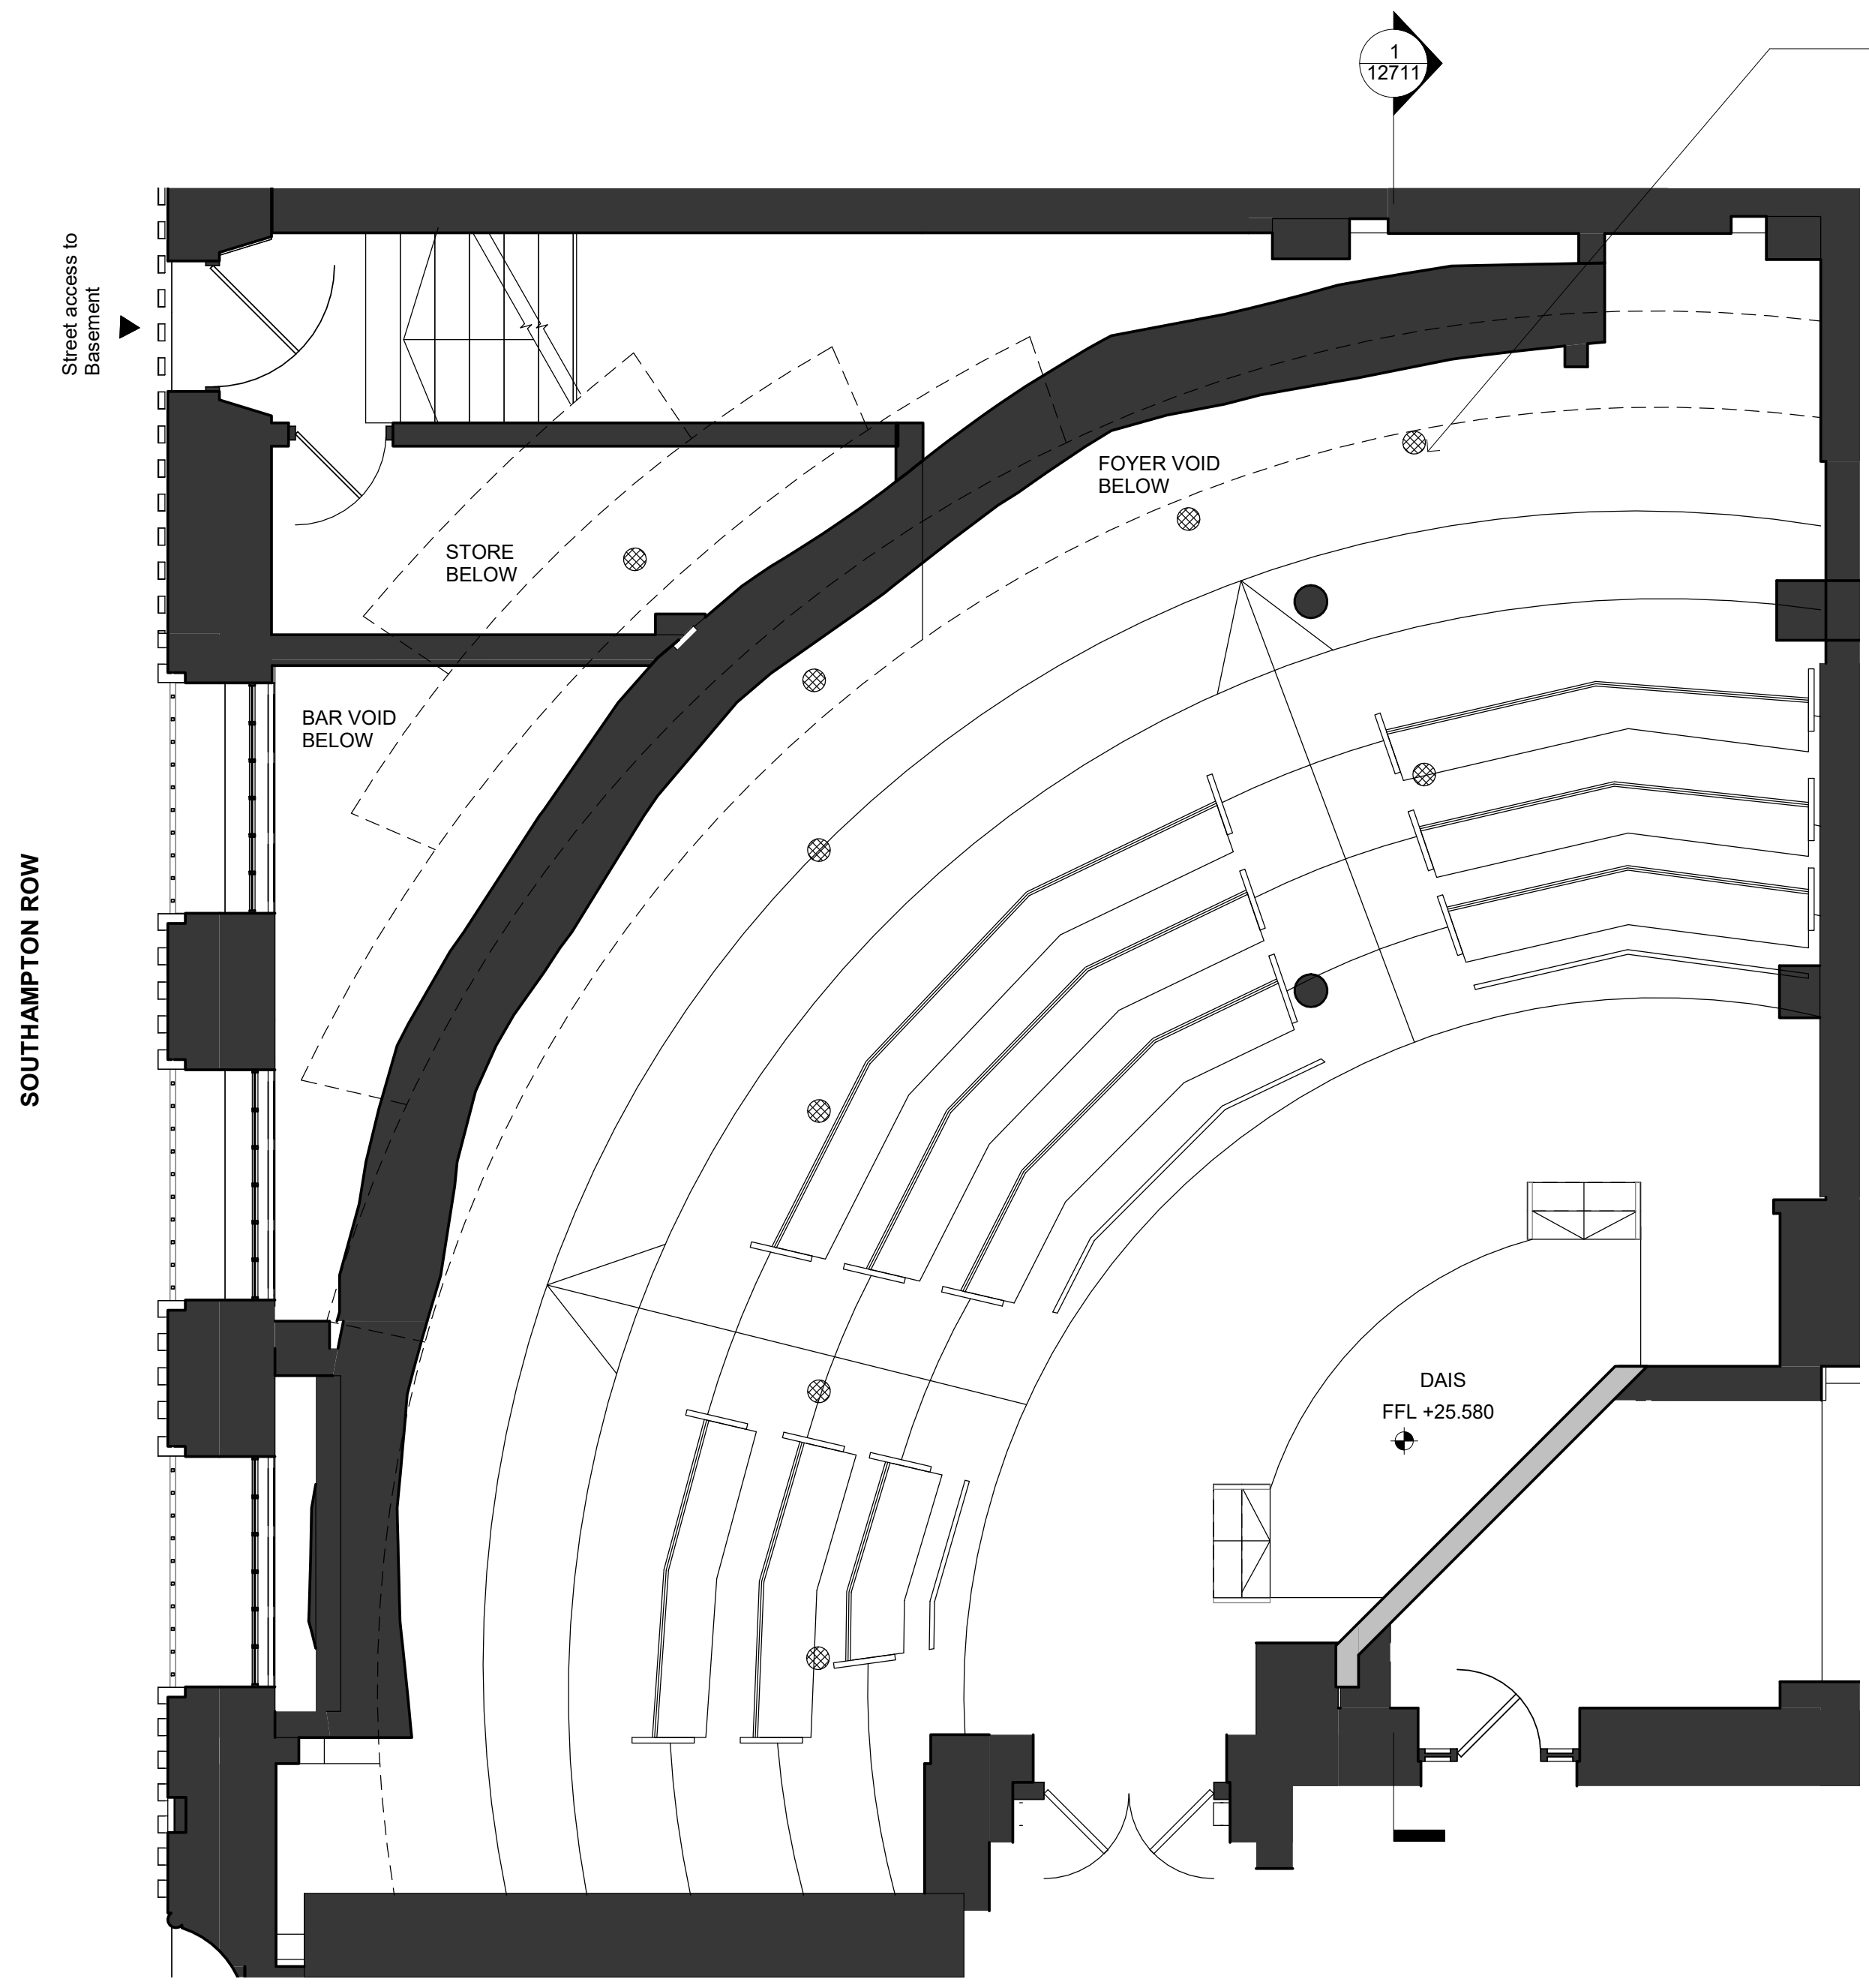 1
12711
Street access to
Basement
FOYER VOID
BELOW
STORE
BELOW
BAR VOID
BELOW
SOUTHAMPTON ROW
DAIS
FFL +25.580